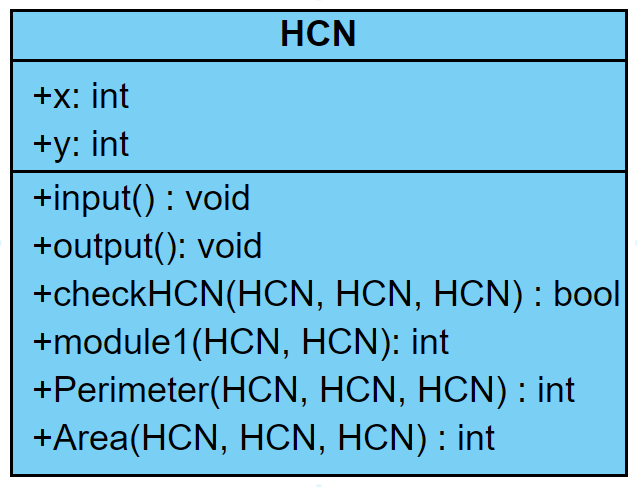 HCN
+x: int
+y: int
+input() : void
+output(): void
+checkHCN(HCN, HCN, HCN) : bool
+module1(HCN, HCN): int
+Perimeter(HCN, HCN, HCN) : int
+Area(HCN, HCN, HCN) : int